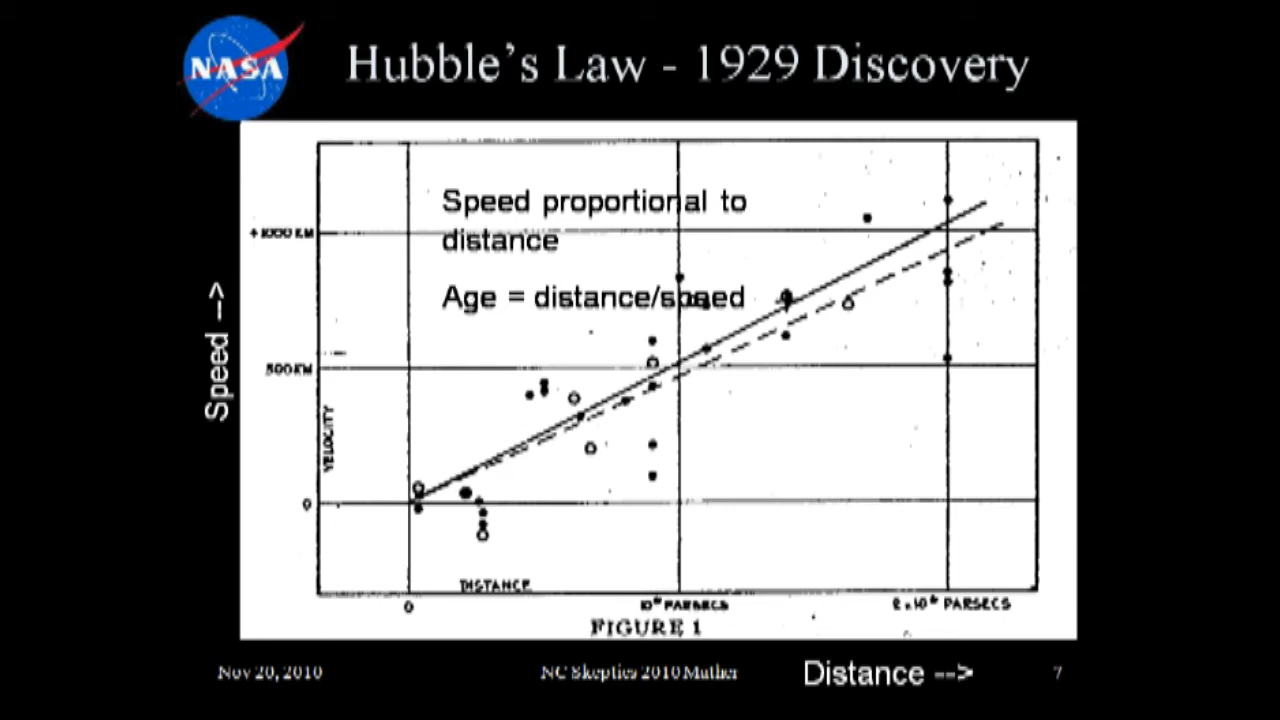 NASA
Hubble's Law - 1929 Discovery
Speed proportional to
distance
Age = distance/speed
+1000 KM
500 KM
0
VELOCITY
Speed -->
DISTANCE
0
10⁶ PARSECS
2 x 10⁶ PARSECS
FIGURE 1
Nov 20, 2010
NC Skeptics 2010 Mather
Distance -->
7